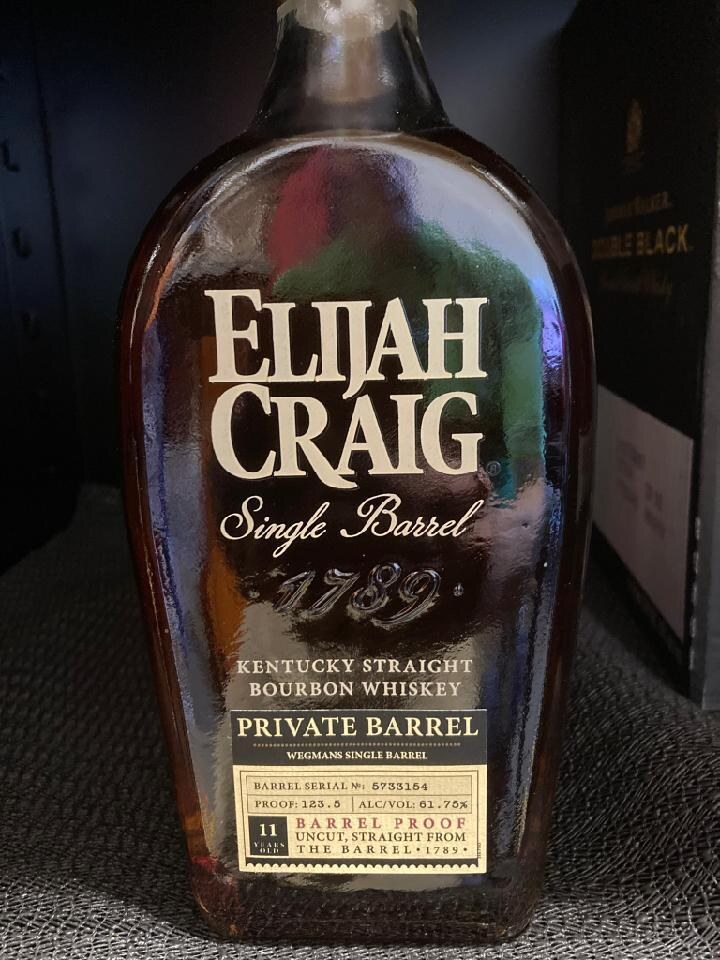 ELIJAH
CRAIG
®
Single Barrel
· 1789 ·
KENTUCKY STRAIGHT
BOURBON WHISKEY
PRIVATE BARREL
WEGMANS SINGLE BARREL
BARREL SERIAL №: 5733154
PROOF: 123.5 | ALC/VOL: 61.75%
11
YEARS
OLD
BARREL PROOF
UNCUT, STRAIGHT FROM
THE BARREL • 1789 •
JOHNNIE WALKER
DOUBLE BLACK